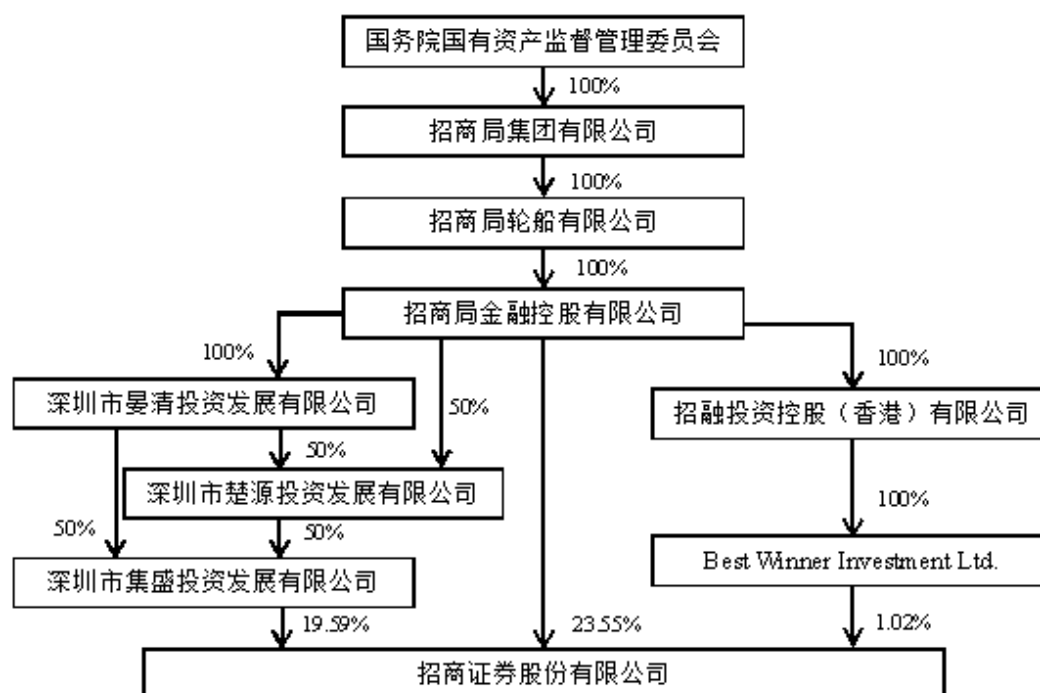 国务院国有资产监督管理委员会
100%
招商局集团有限公司
100%
招商局轮船有限公司
100%
招商局金融控股有限公司
100%
50%
100%
深圳市晏清投资发展有限公司
招融投资控股（香港）有限公司
50%
深圳市楚源投资发展有限公司
100%
50%
50%
深圳市集盛投资发展有限公司
Best Winner Investment Ltd.
19.59%
23.55%
1.02%
招商证券股份有限公司